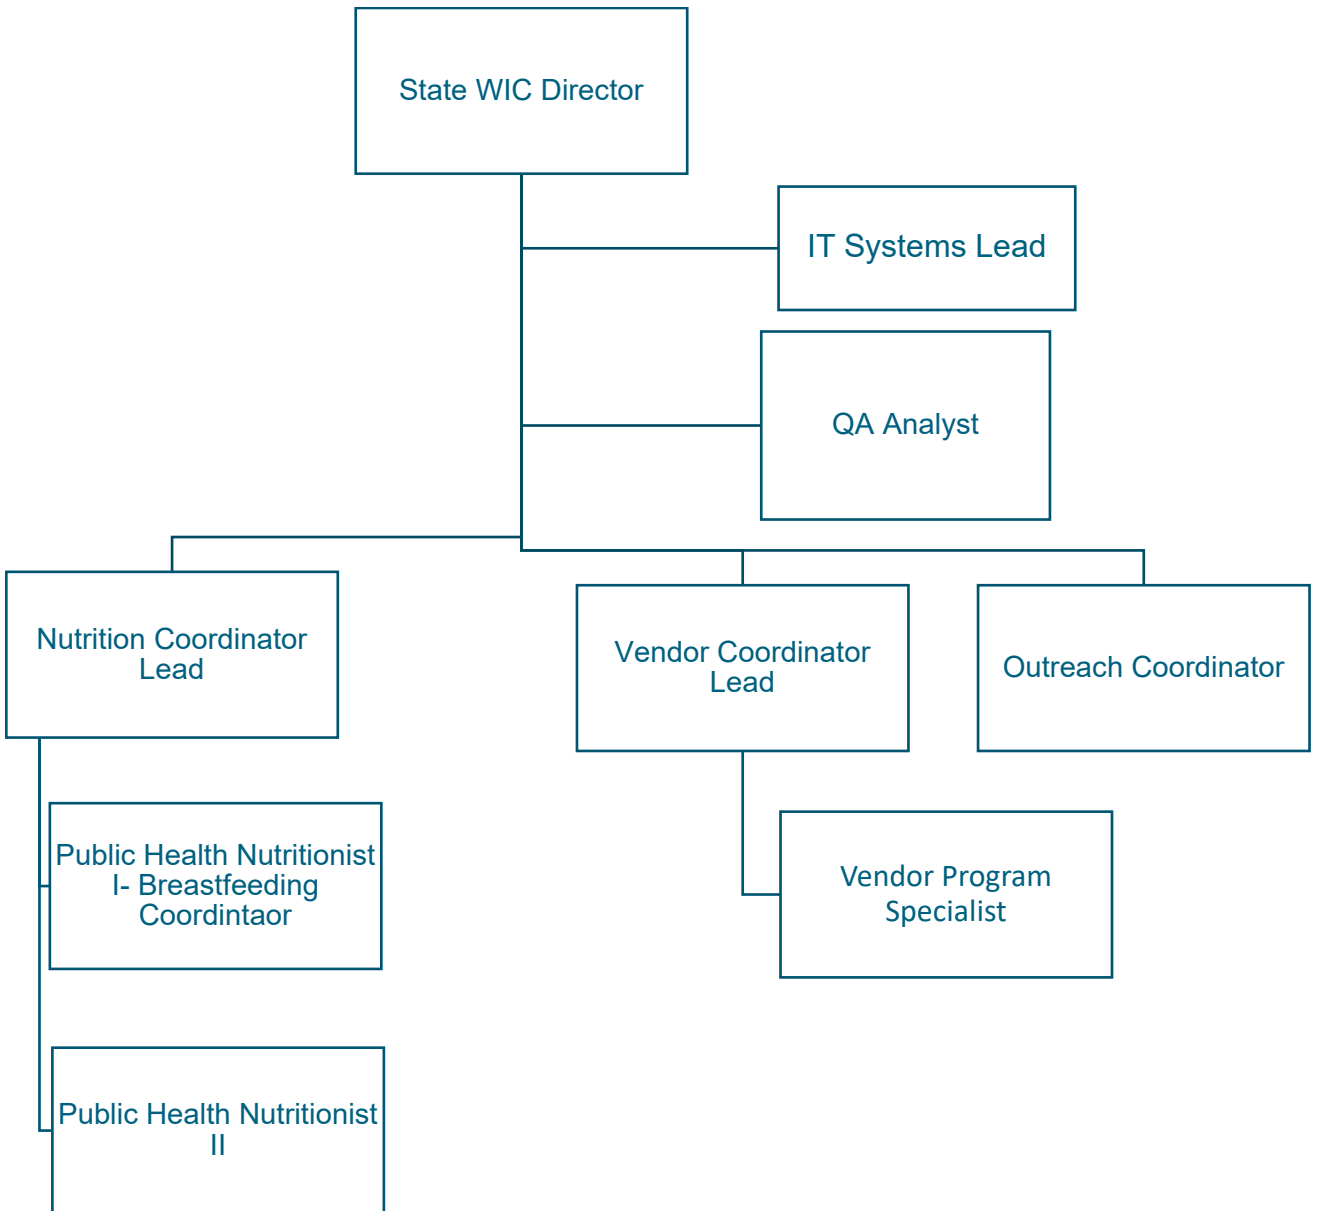 State WIC Director
IT Systems Lead
QA Analyst
Nutrition Coordinator
Lead
Vendor Coordinator
Lead
Outreach Coordinator
Public Health Nutritionist
I- Breastfeeding
Coordintaor
Vendor Program
Specialist
Public Health Nutritionist
II